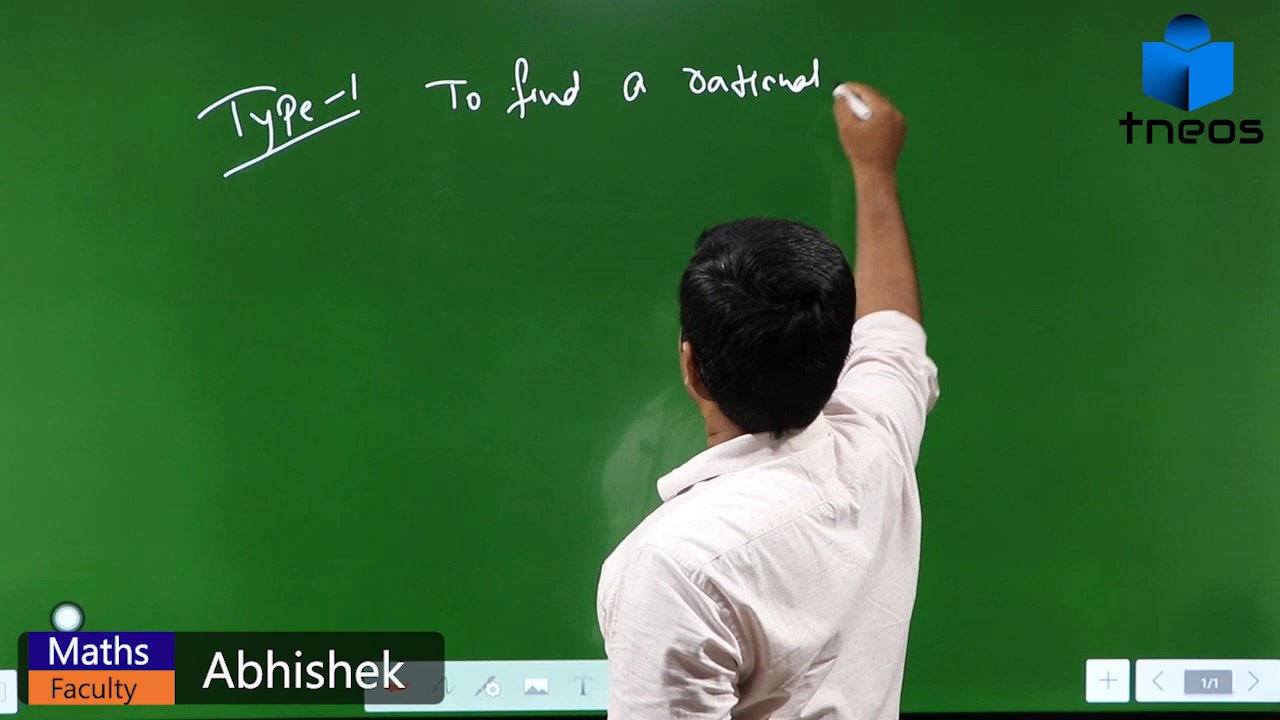 Type-1 To find a rational
tneos
Maths
Faculty
Abhishek
T
1/1